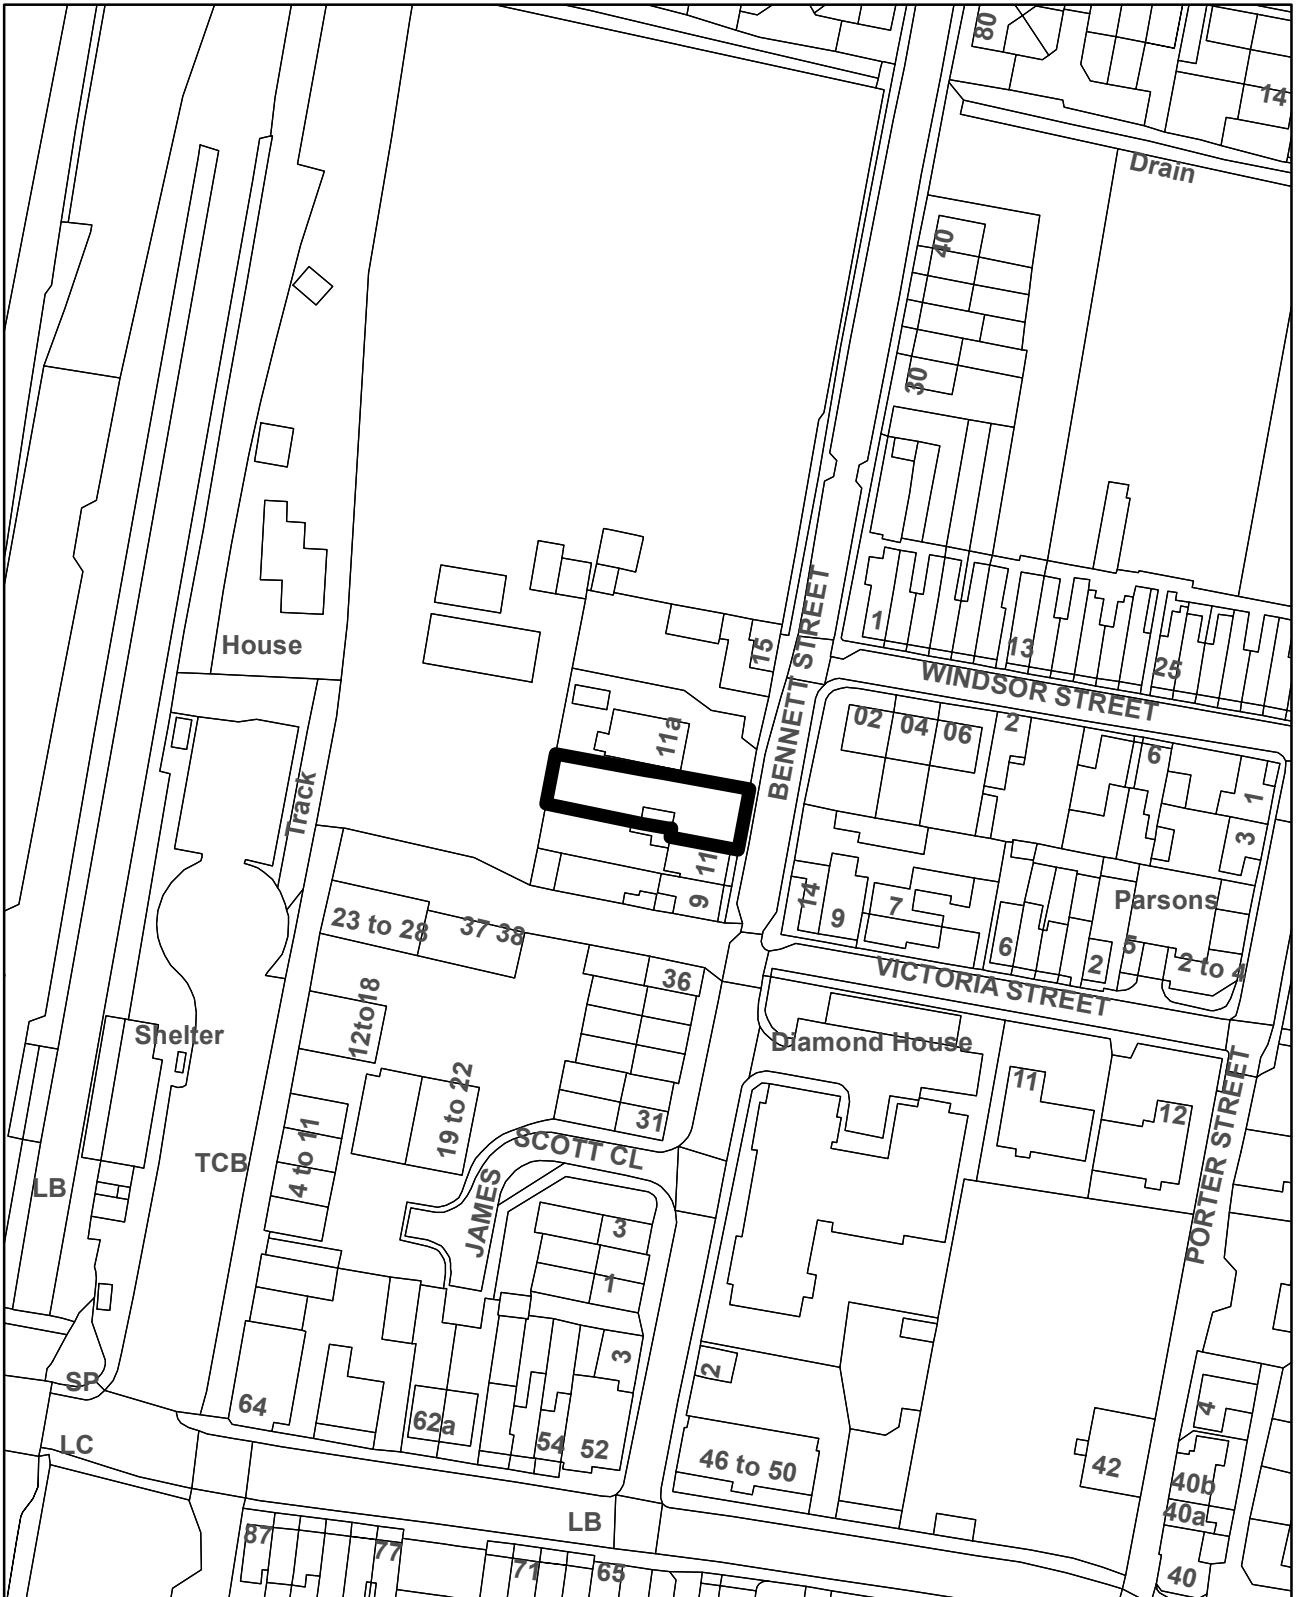 80
14
Drain
40
30
1
13
25
House
15
BENNETT STREET
WINDSOR STREET
11a
02
04
06
2
6
1
3
Track
11
9
14
9
7
Parsons
6
2
5
2 to 4
23 to 28
37 38
36
VICTORIA STREET
12to18
Shelter
Diamond House
19 to 22
31
11
12
4 to 11
SCOTT CL
JAMES
TCB
LB
PORTER STREET
3
1
3
2
SP
64
62a
54
52
46 to 50
4
42
40b
40a
40
LC
LB
87
77
71
65